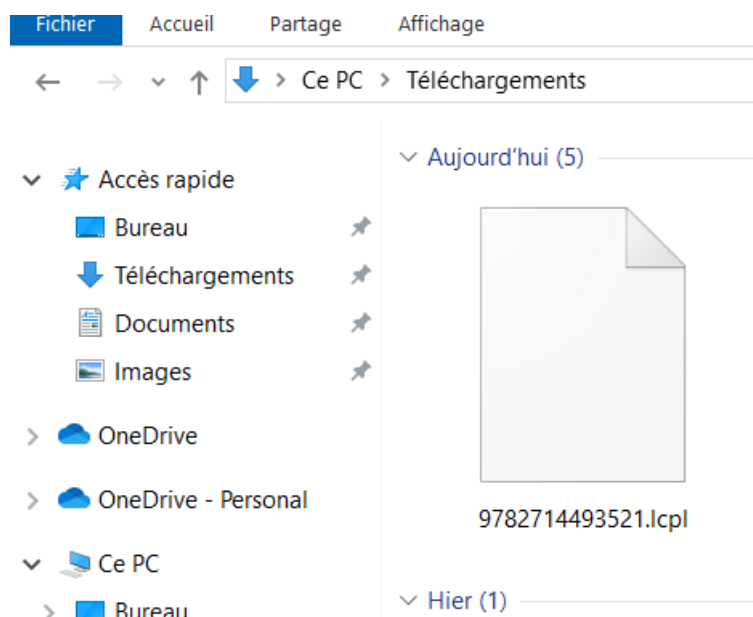 Fichier Accueil Partage Affichage
Ce PC > Téléchargements
Aujourd'hui (5)
Accès rapide
Bureau
Téléchargements
Documents
Images
OneDrive
OneDrive - Personal
9782714493521.lcpl
Ce PC
Hier (1)
Bureau